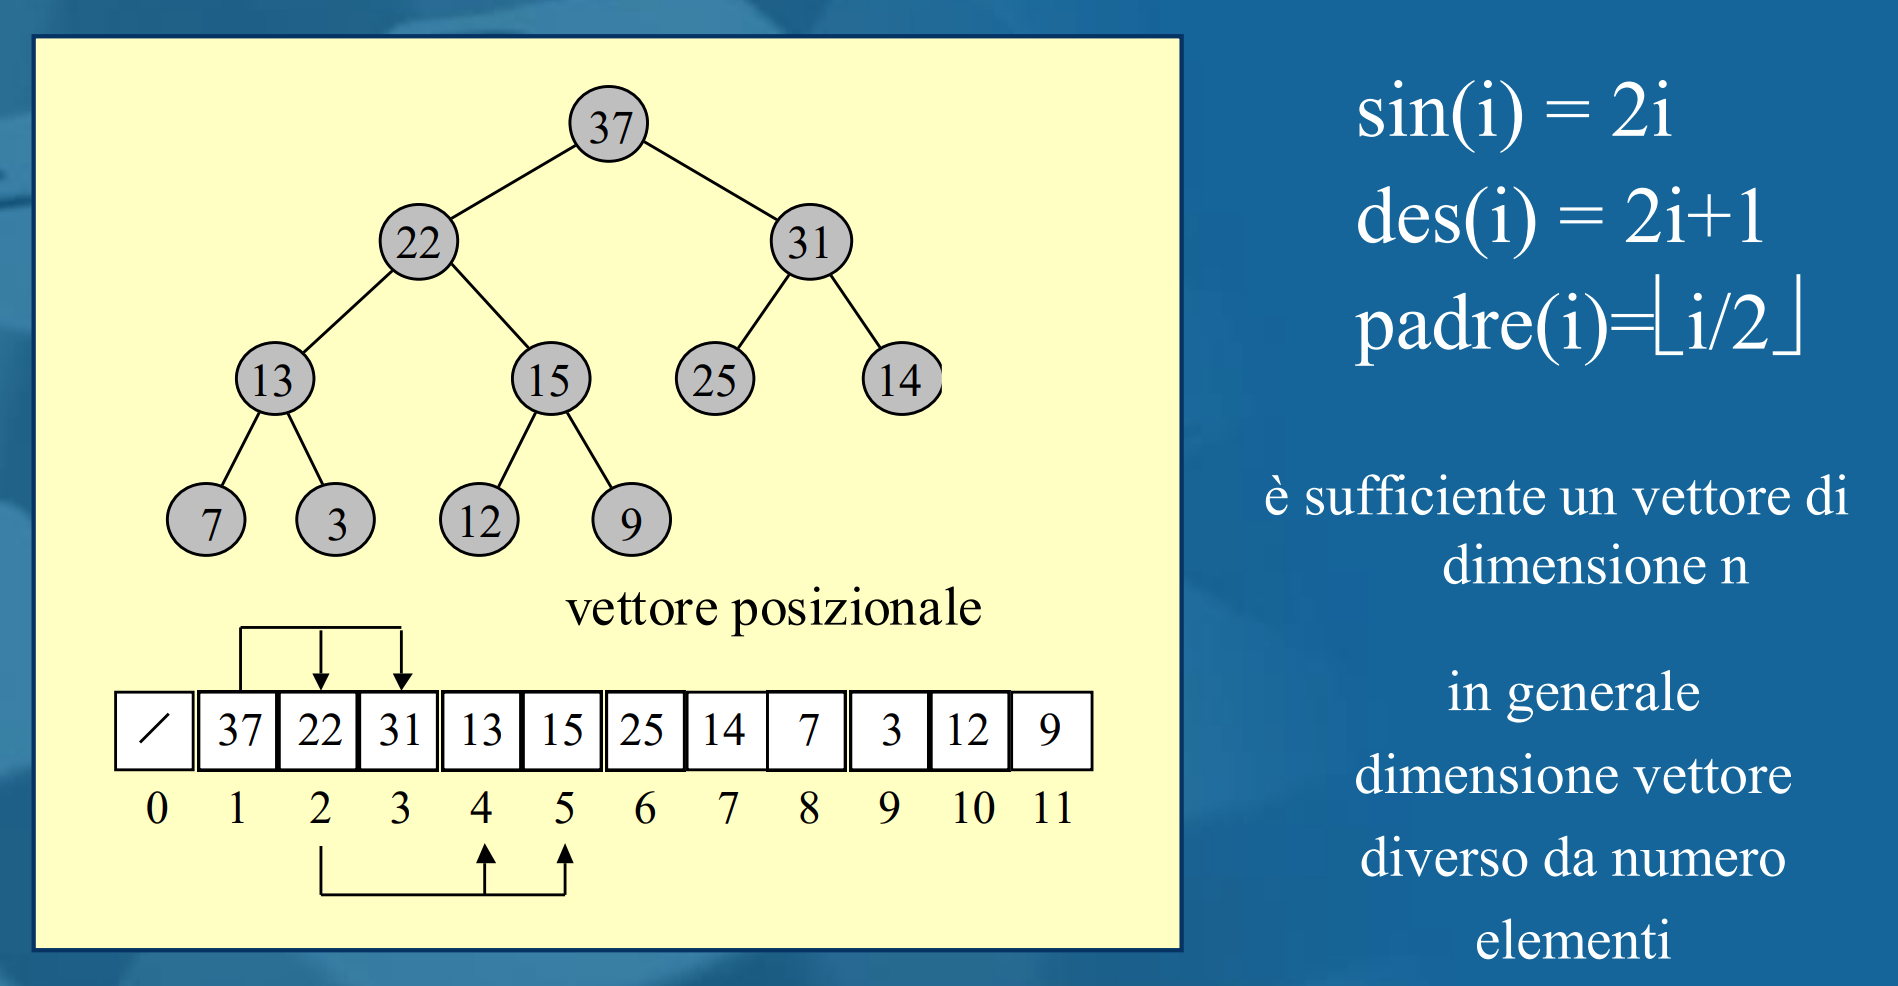 37
22 31
13 15 25 14
7 3 12 9
vettore posizionale
37 22 31 13 15 25 14 7 3 12 9
0 1 2 3 4 5 6 7 8 9 10 11
sin(i) = 2i
des(i) = 2i+1
padre(i)=⌊i/2⌋
è sufficiente un vettore di
dimensione n
in generale
dimensione vettore
diverso da numero
elementi